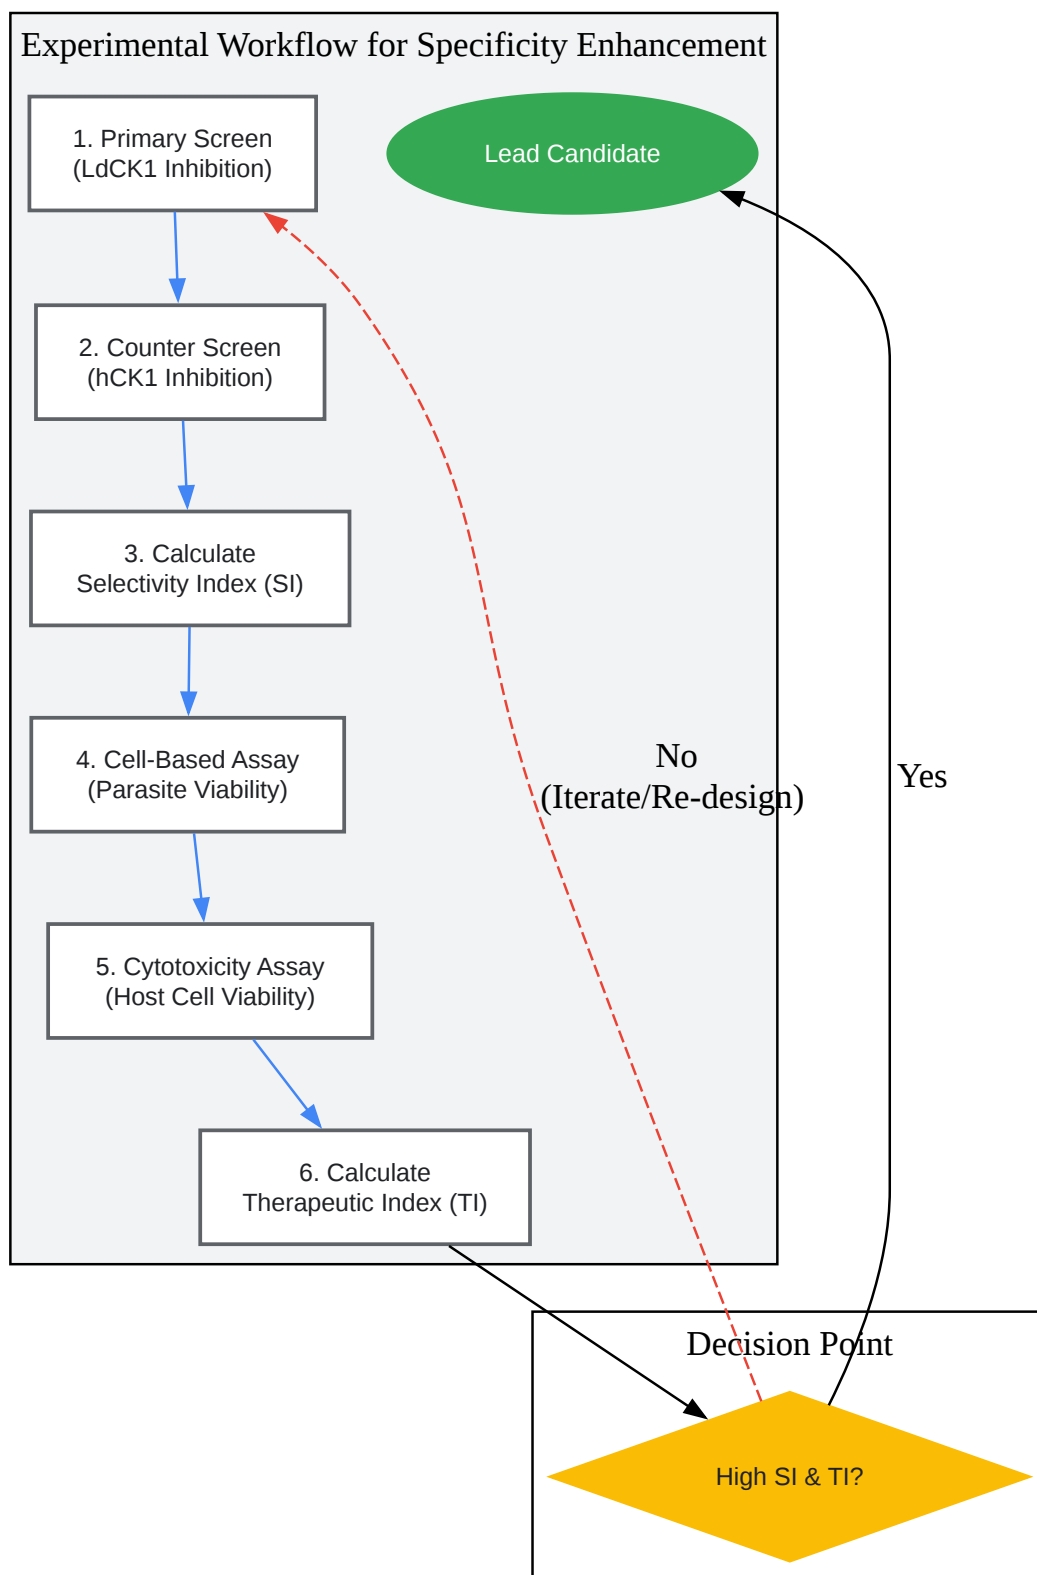 Experimental Workflow for Specificity Enhancement
1. Primary Screen
(LdCK1 Inhibition)
Lead Candidate
2. Counter Screen
(hCK1 Inhibition)
3. Calculate
Selectivity Index (SI)
4. Cell-Based Assay
(Parasite Viability)
No
(Iterate/Re-design)
Yes
5. Cytotoxicity Assay
(Host Cell Viability)
6. Calculate
Therapeutic Index (TI)
Decision Point
High SI & TI?